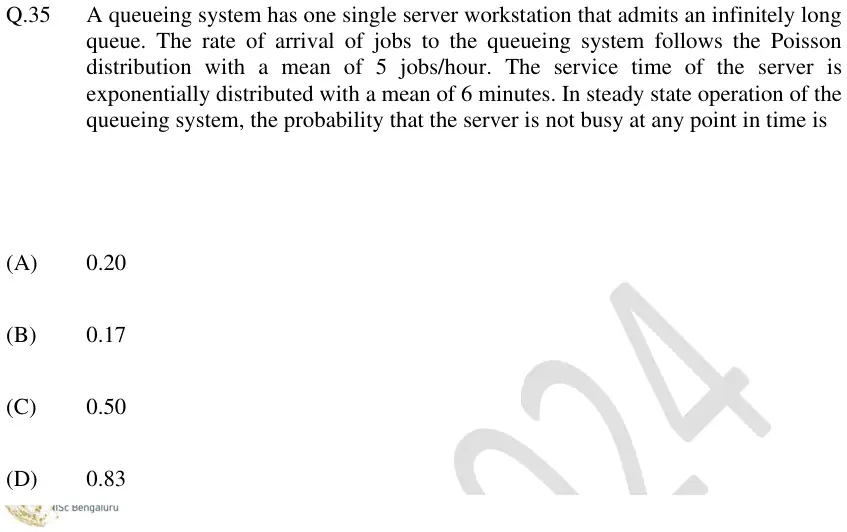 Q.35 A queueing system has one single server workstation that admits an infinitely long
queue. The rate of arrival of jobs to the queueing system follows the Poisson
distribution with a mean of 5 jobs/hour. The service time of the server is
exponentially distributed with a mean of 6 minutes. In steady state operation of the
queueing system, the probability that the server is not busy at any point in time is
(A) 0.20
(B) 0.17
(C) 0.50
(D) 0.83
IISc Bengaluru
024